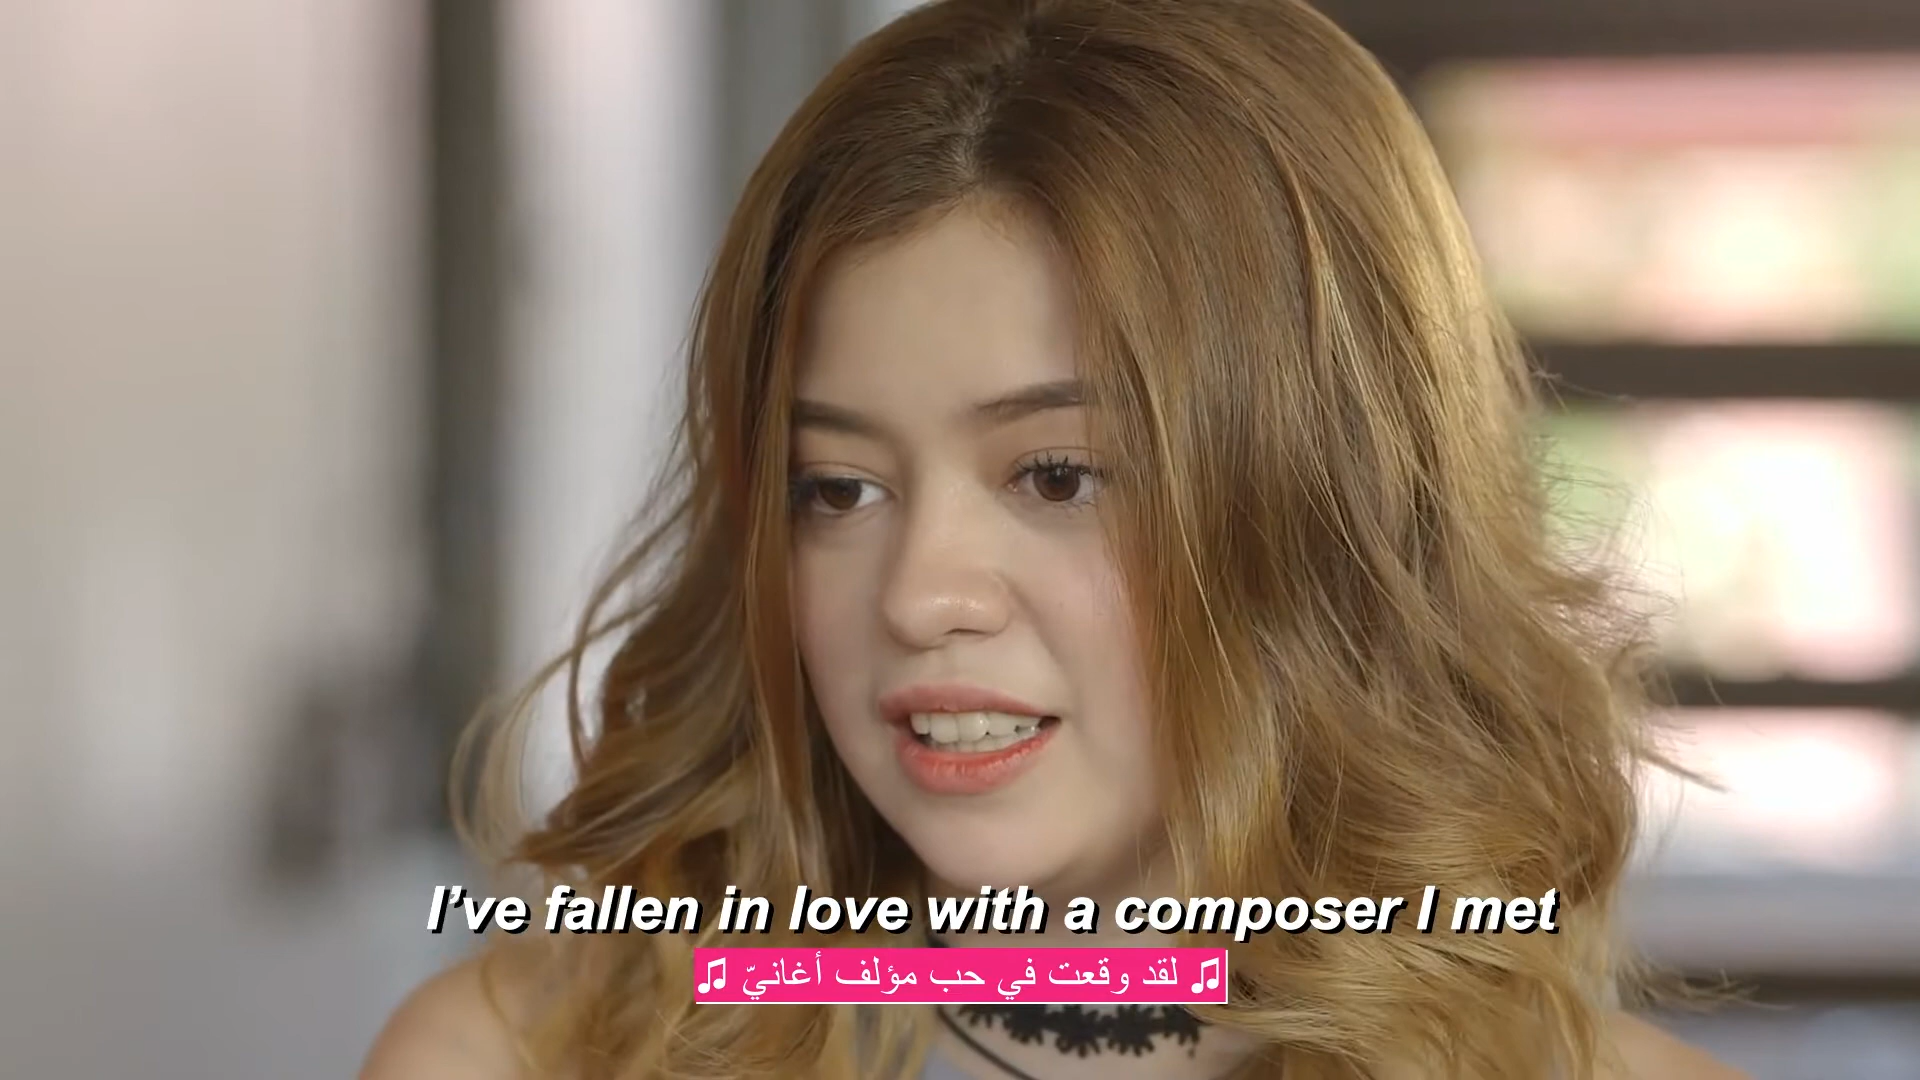 I've fallen in love with a composer I met
♫ لقد وقعت في حب مؤلف أغانيّ ♫